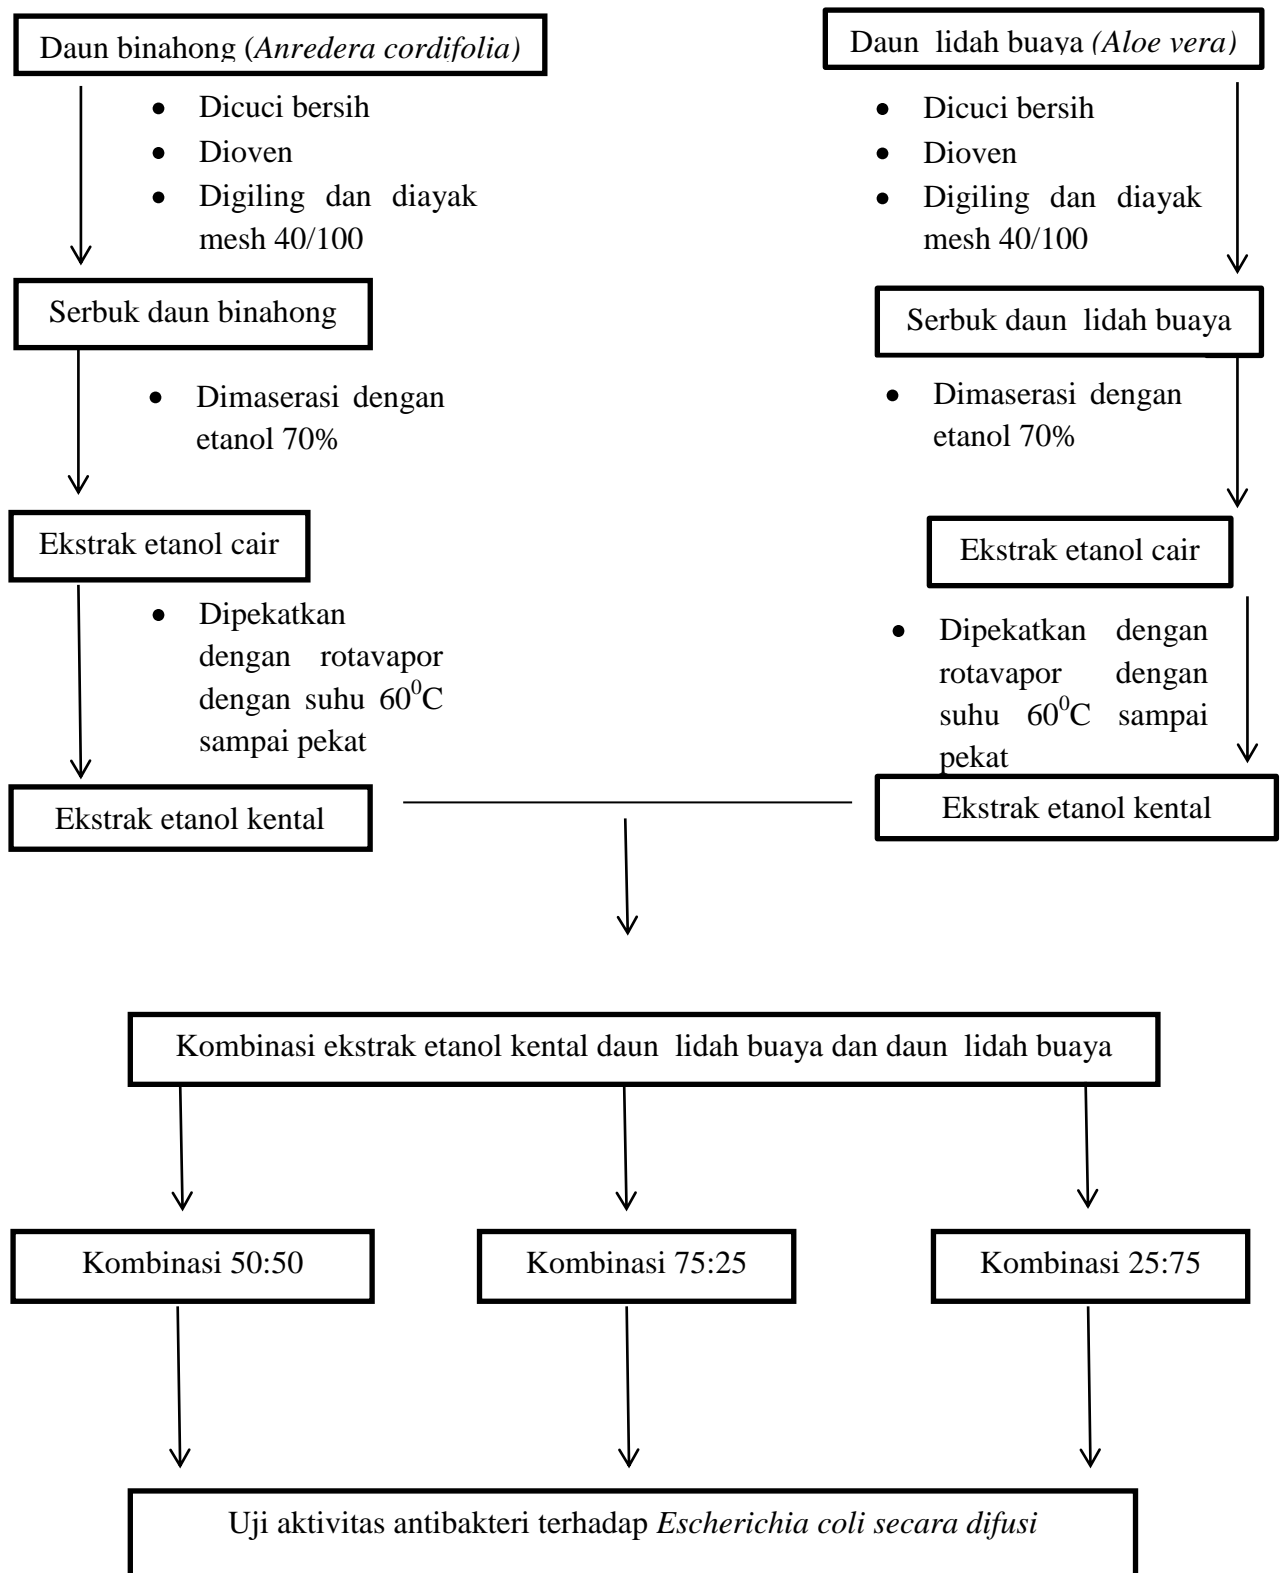 Daun binahong (Anredera cordifolia)
Dicuci bersih
Dioven
Digiling dan diayak
mesh 40/100
Serbuk daun binahong
Dimaserasi dengan
etanol 70%
Ekstrak etanol cair
Dipekatkan
dengan rotavapor
dengan suhu 60⁰C
sampai pekat
Ekstrak etanol kental
Daun lidah buaya (Aloe vera)
Dicuci bersih
Dioven
Digiling dan diayak
mesh 40/100
Serbuk daun lidah buaya
Dimaserasi dengan
etanol 70%
Ekstrak etanol cair
Dipekatkan dengan
rotavapor dengan
suhu 60⁰C sampai
pekat
Ekstrak etanol kental
Kombinasi ekstrak etanol kental daun lidah buaya dan daun lidah buaya
Kombinasi 50:50
Kombinasi 75:25
Kombinasi 25:75
Uji aktivitas antibakteri terhadap Escherichia coli secara difusi